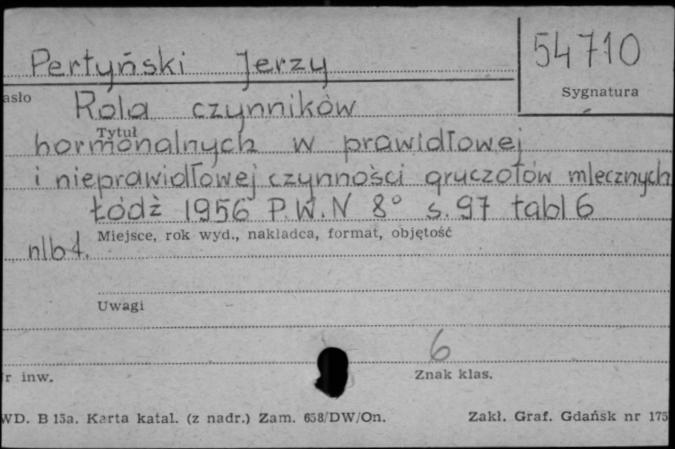 Pertyński Jerzy
54710
asło
Sygnatura
Rola czynników
Tytuł
hormonalnych w prawidłowej
i nieprawidłowej czynności gruczołów mlecznych
Łódź 1956 P.W.N 8° s. 97 tabl 6
Miejsce, rok wyd., nakładca, format, objętość
nlb 1.
Uwagi
6
r inw.
Znak klas.
WD. B 15a. Karta katal. (z nadr.) Zam. 658/DW/On.
Zakł. Graf. Gdańsk nr 175